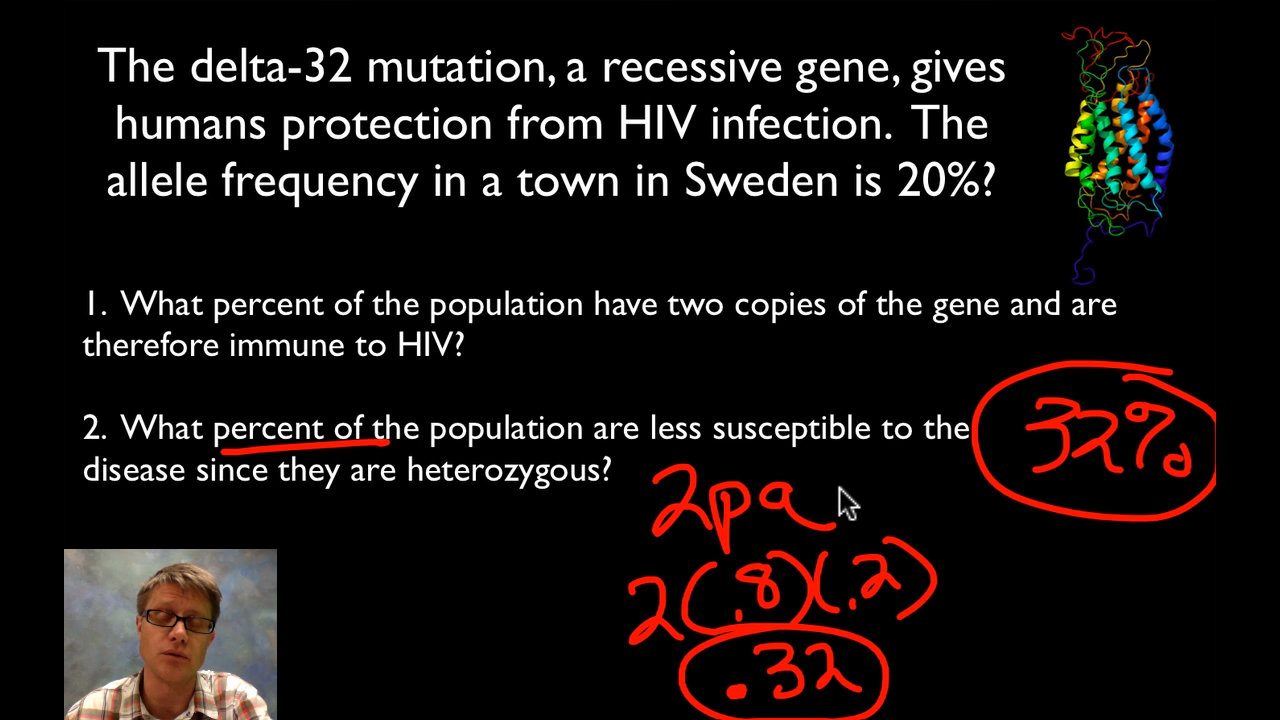 The delta-32 mutation, a recessive gene, gives
humans protection from HIV infection. The
allele frequency in a town in Sweden is 20%?
1. What percent of the population have two copies of the gene and are
therefore immune to HIV?
2. What percent of the population are less susceptible to the
disease since they are heterozygous?
32%
2pq
2(.8)(.2)
.32